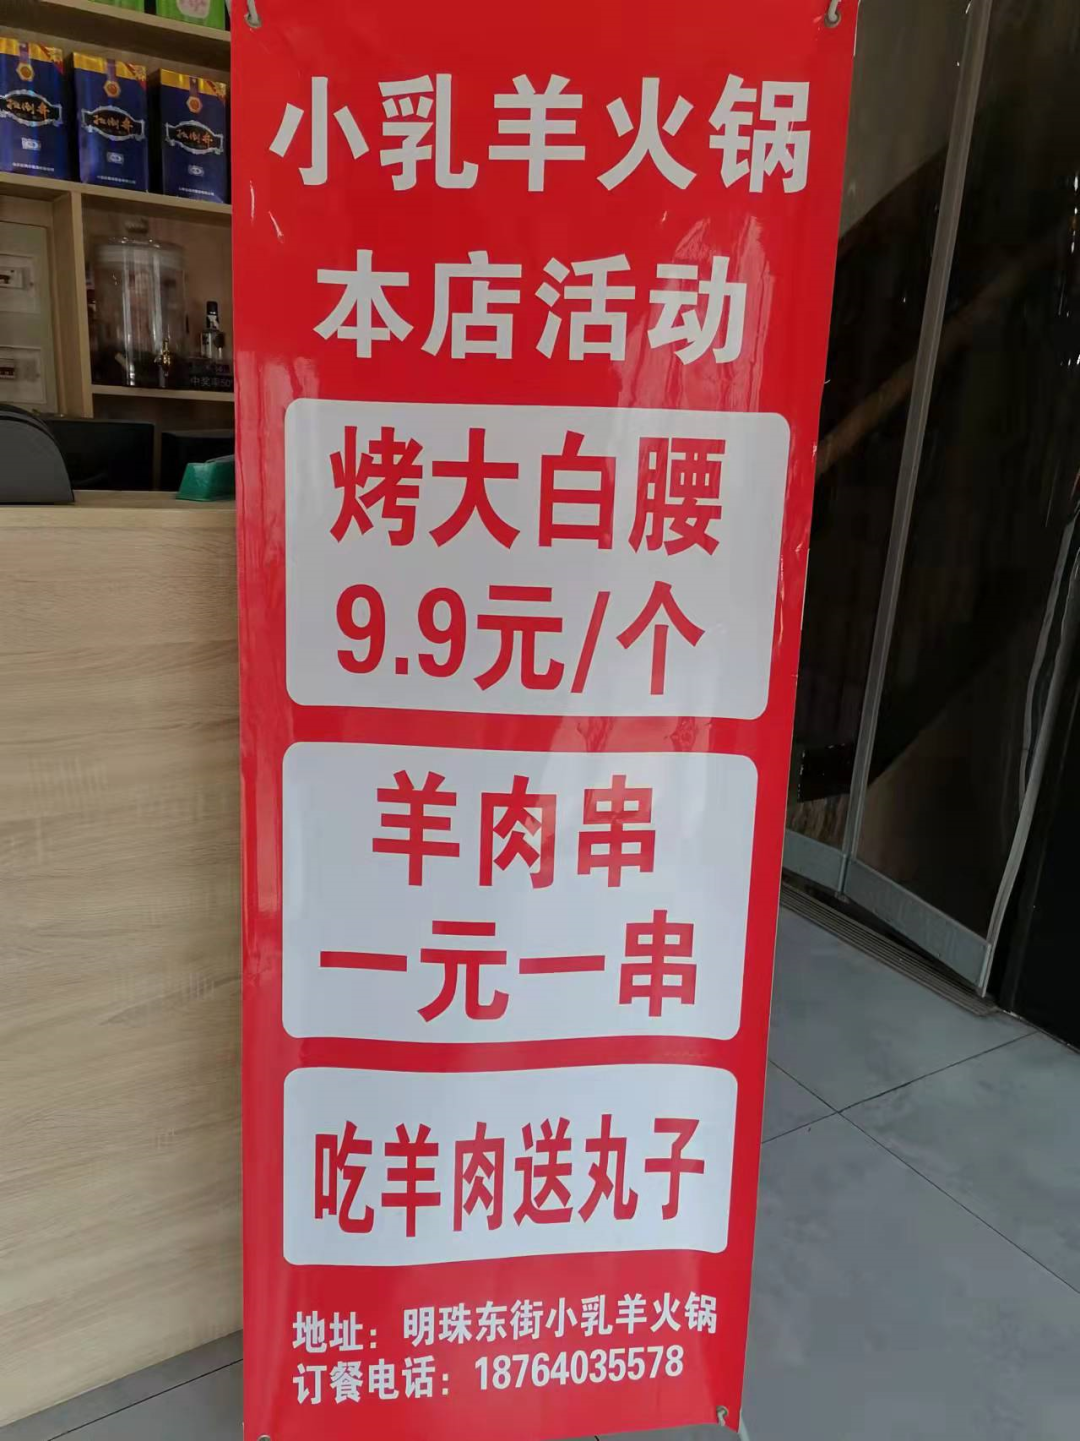 小乳羊火锅
本店活动
烤大白腰
9.9元/个
羊肉串
一元一串
吃羊肉送丸子
地址：明珠东街小乳羊火锅
订餐电话：18764035578